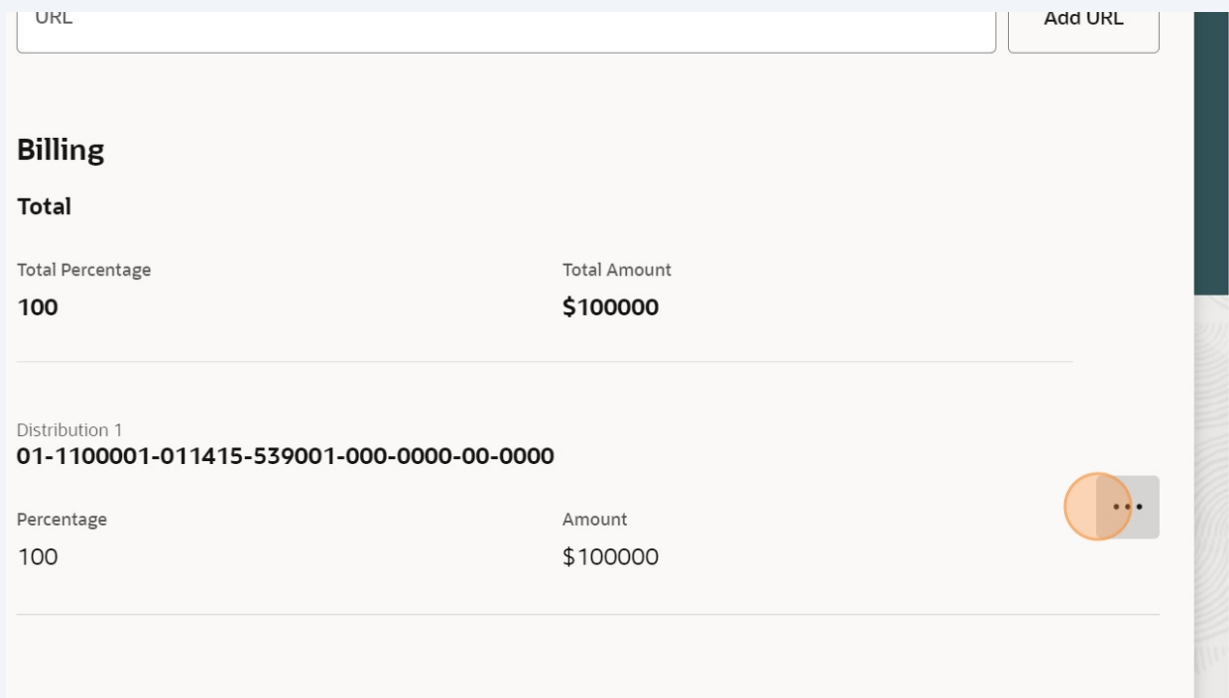 URL
Add URL
Billing
Total
Total Percentage
Total Amount
100
$100000
Distribution 1
01-1100001-011415-539001-000-0000-00-0000
Percentage
Amount
100
$100000